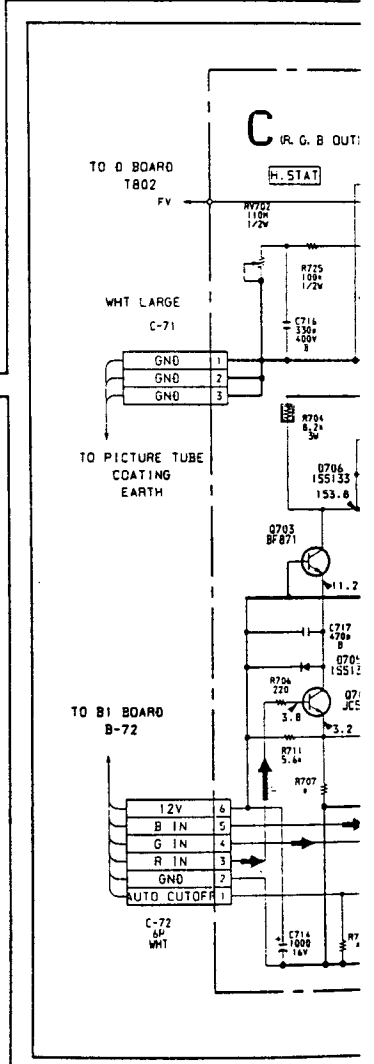 C (R. G. B OUT)
H.STAT
TO D BOARD
T802
FV
RV702
110M
1/2W
R725
100k
1/2W
WHT LARGE
C-71
C716
330p
400V
B
GND 1
GND 2
GND 3
TO PICTURE TUBE
COATING
EARTH
R704
8.2k
3W
D706
1SS133
153.8
Q703
BF871
11.2
C717
470p
B
1SS13
R706
220
3.8
JC5
3.2
TO B1 BOARD
B-72
R711
5.6k
R707
12V 6
B IN 5
G IN 4
R IN 3
GND 2
AUTO CUTOFF 1
C-72
6P
WHT
C714
1000
16V
R7